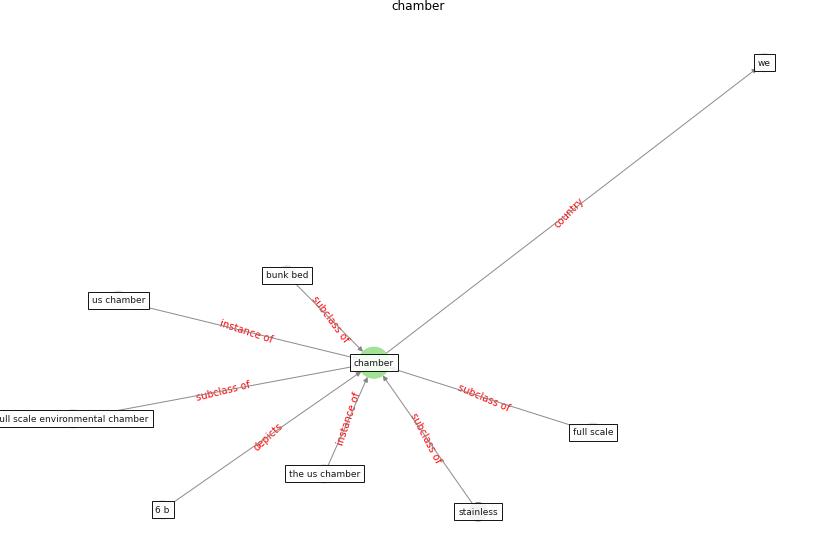 chamber
we
country
bunk bed
us chamber
subclass of
instance of
chamber
subclass of
subclass of
ull scale environmental chamber
instance of
full scale
depicts
subclass of
the us chamber
6 b
stainless